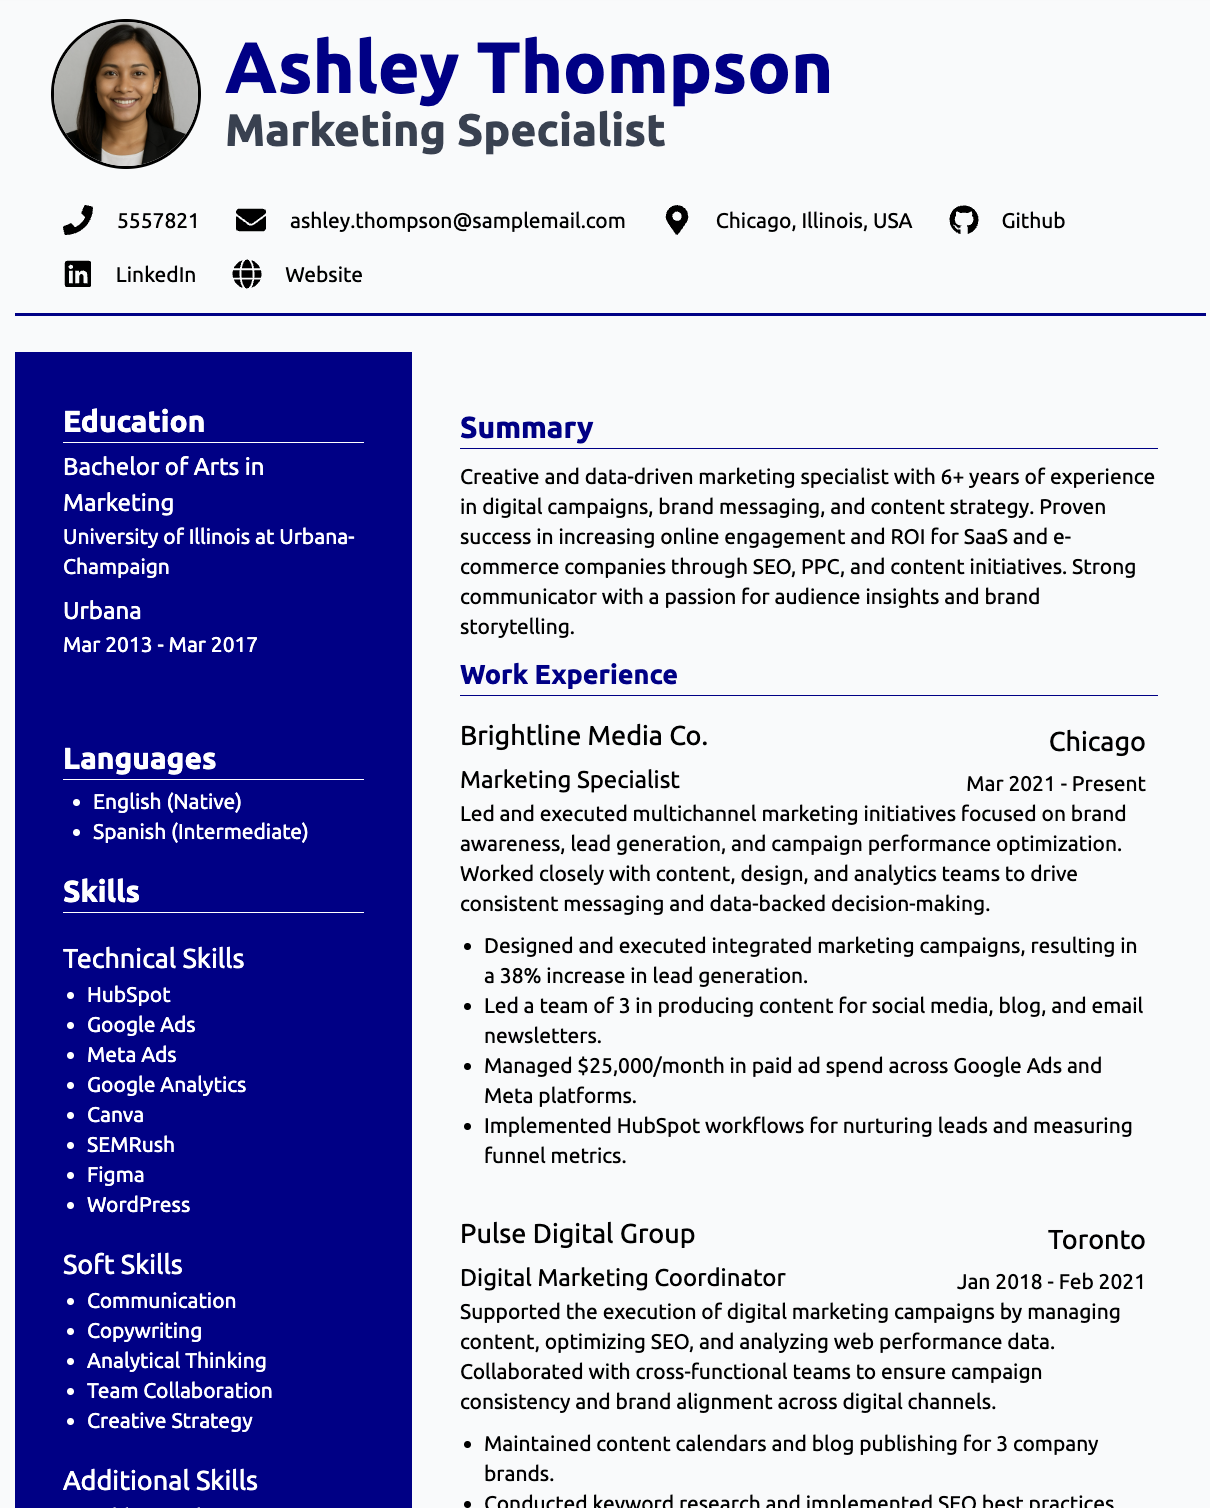 Ashley Thompson
Marketing Specialist
5557821
ashley.thompson@samplemail.com
Chicago, Illinois, USA
Github
LinkedIn
Website
Education
Bachelor of Arts in
Marketing
University of Illinois at Urbana-
Champaign
Urbana
Mar 2013 - Mar 2017
Languages
• English (Native)
• Spanish (Intermediate)
Skills
Technical Skills
• HubSpot
• Google Ads
• Meta Ads
• Google Analytics
• Canva
• SEMRush
• Figma
• WordPress
Soft Skills
• Communication
• Copywriting
• Analytical Thinking
• Team Collaboration
• Creative Strategy
Additional Skills
Summary
Creative and data-driven marketing specialist with 6+ years of experience
in digital campaigns, brand messaging, and content strategy. Proven
success in increasing online engagement and ROI for SaaS and e-
commerce companies through SEO, PPC, and content initiatives. Strong
communicator with a passion for audience insights and brand
storytelling.
Work Experience
Brightline Media Co.
Chicago
Marketing Specialist
Mar 2021 - Present
Led and executed multichannel marketing initiatives focused on brand
awareness, lead generation, and campaign performance optimization.
Worked closely with content, design, and analytics teams to drive
consistent messaging and data-backed decision-making.
• Designed and executed integrated marketing campaigns, resulting in
a 38% increase in lead generation.
• Led a team of 3 in producing content for social media, blog, and email
newsletters.
• Managed $25,000/month in paid ad spend across Google Ads and
Meta platforms.
• Implemented HubSpot workflows for nurturing leads and measuring
funnel metrics.
Pulse Digital Group
Toronto
Digital Marketing Coordinator
Jan 2018 - Feb 2021
Supported the execution of digital marketing campaigns by managing
content, optimizing SEO, and analyzing web performance data.
Collaborated with cross-functional teams to ensure campaign
consistency and brand alignment across digital channels.
• Maintained content calendars and blog publishing for 3 company
brands.
• Conducted keyword research and implemented SEO best practices